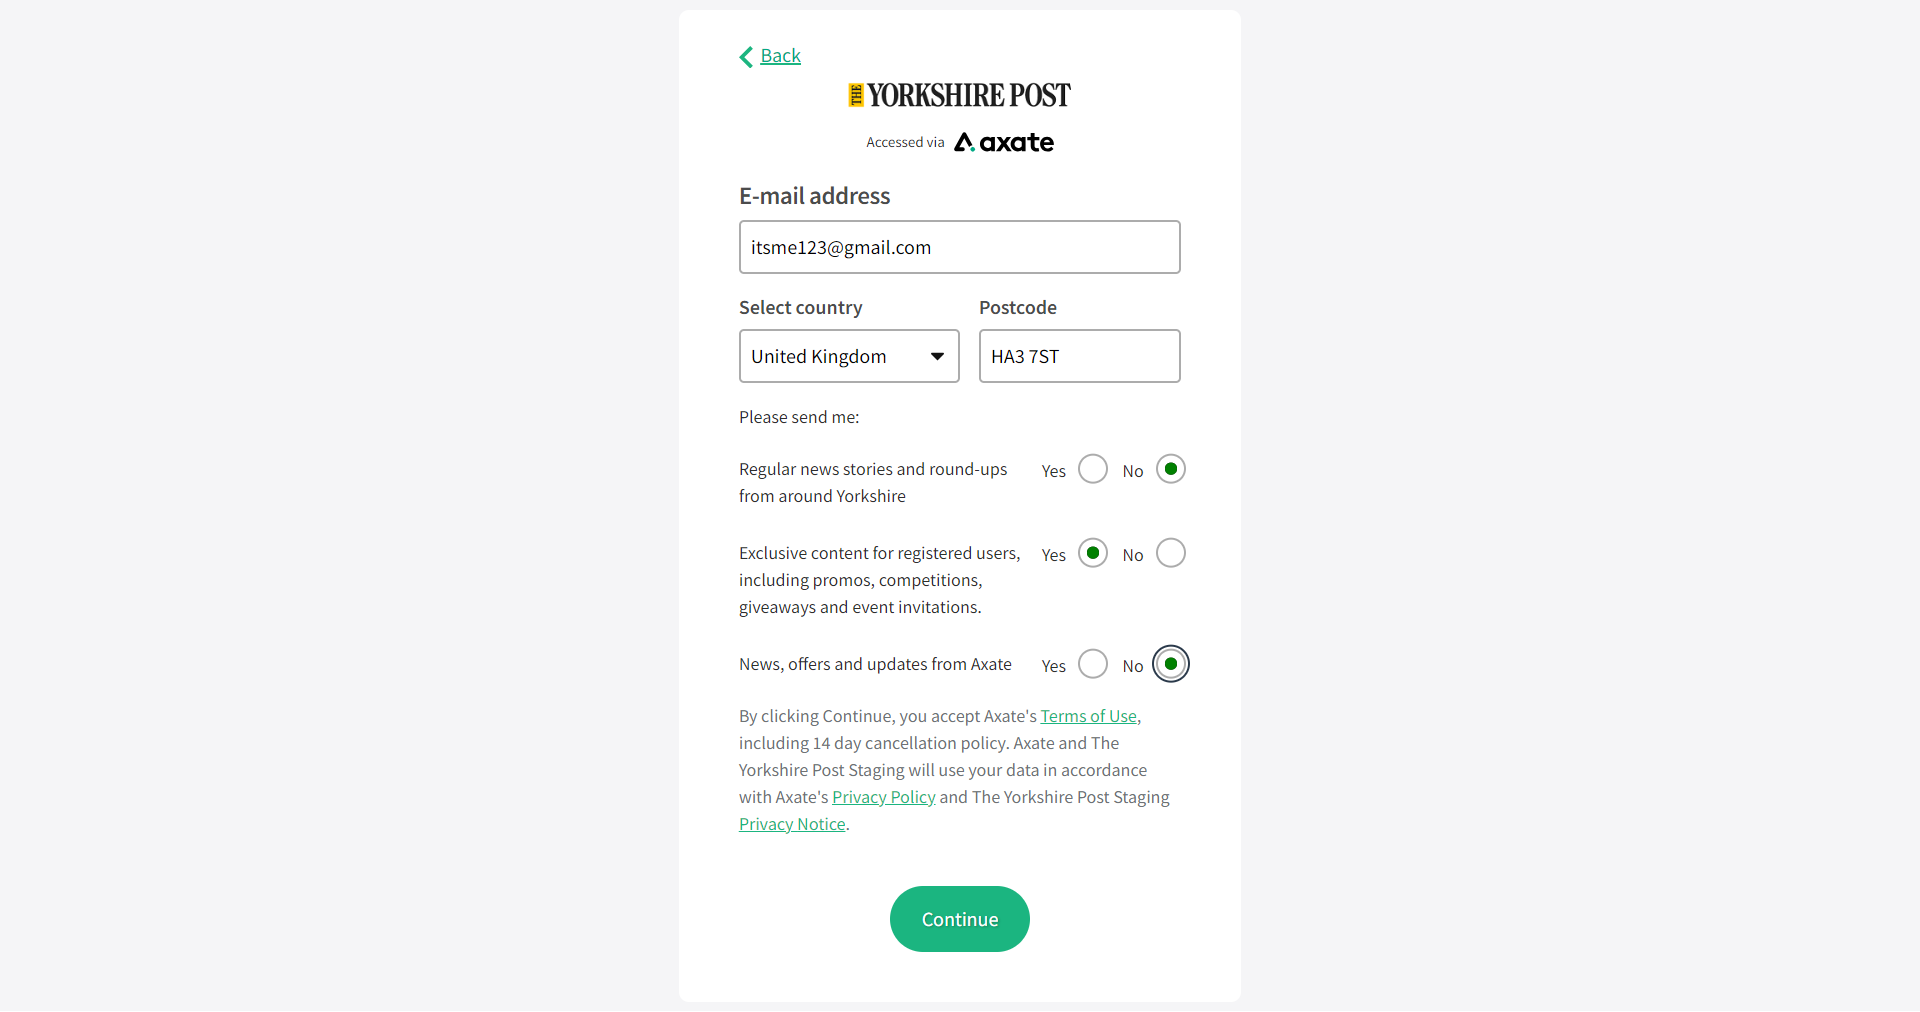 Back
THE YORKSHIRE POST
Accessed via axate
E-mail address
itsme123@gmail.com
Select country Postcode
United Kingdom HA3 7ST
Please send me:
Regular news stories and round-ups Yes No
from around Yorkshire
Exclusive content for registered users, Yes No
including promos, competitions,
giveaways and event invitations.
News, offers and updates from Axate Yes No
By clicking Continue, you accept Axate's Terms of Use,
including 14 day cancellation policy. Axate and The
Yorkshire Post Staging will use your data in accordance
with Axate's Privacy Policy and The Yorkshire Post Staging
Privacy Notice.
Continue